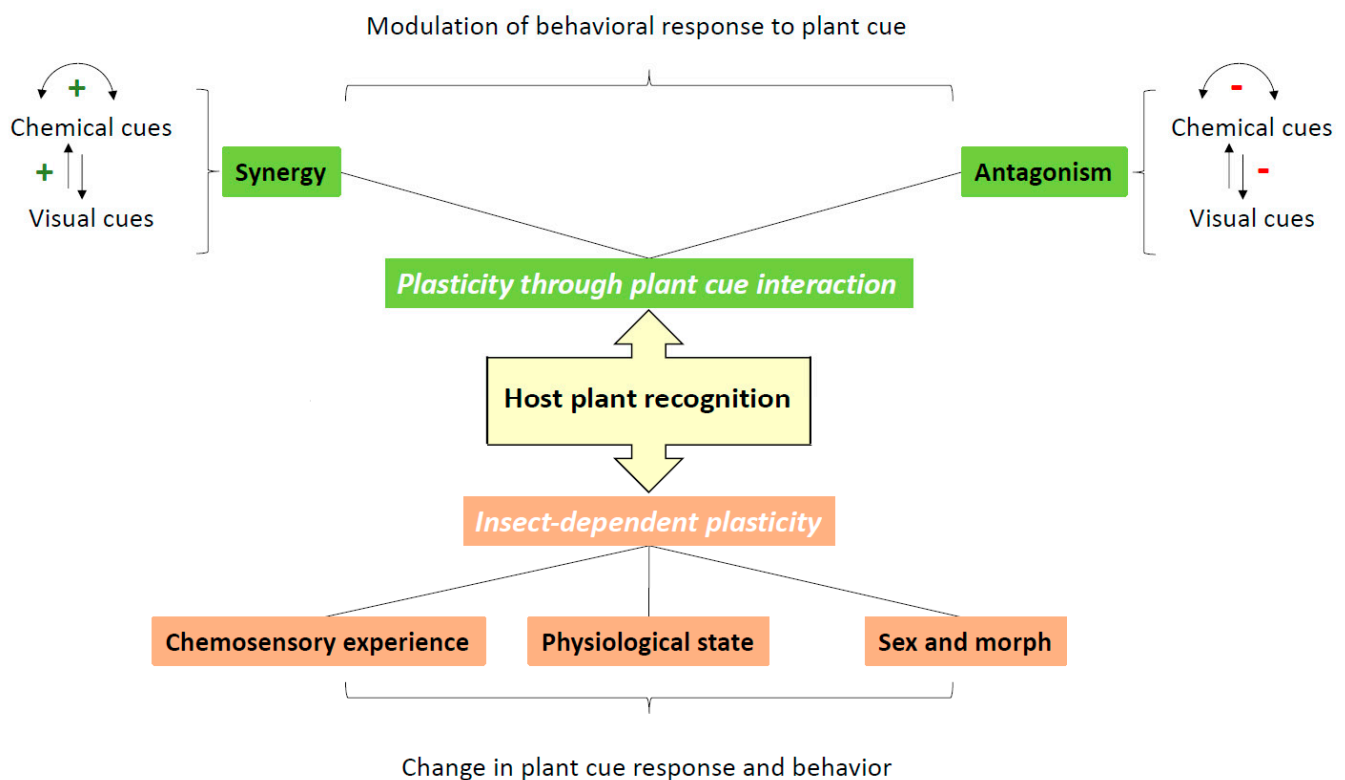 Modulation of behavioral response to plant cue
+
Chemical cues
+
Visual cues
Synergy
Antagonism
-
Chemical cues
-
Visual cues
Plasticity through plant cue interaction
Host plant recognition
Insect-dependent plasticity
Chemosensory experience
Physiological state
Sex and morph
Change in plant cue response and behavior